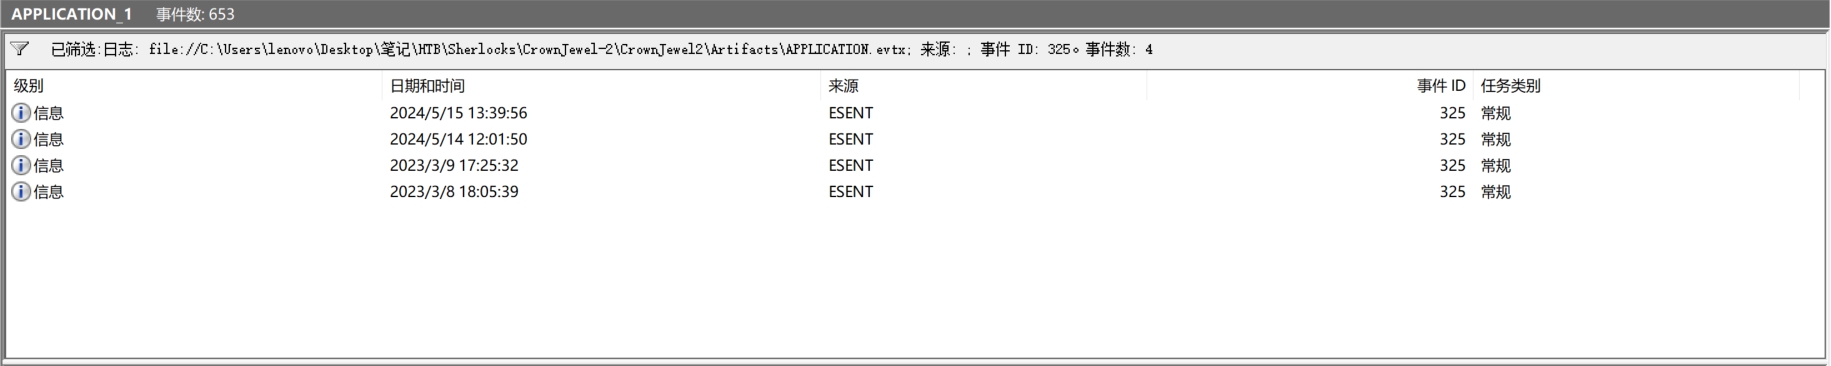 APPLICATION_1 事件数: 653
已筛选:日志: file://C:\Users\lenovo\Desktop\笔记\HTB\Sherlocks\CrownJewel-2\CrownJewel2\Artifacts\APPLICATION.evtx; 来源: ; 事件 ID: 325。事件数: 4
级别 日期和时间 来源 事件 ID 任务类别
信息 2024/5/15 13:39:56 ESENT 325 常规
信息 2024/5/14 12:01:50 ESENT 325 常规
信息 2023/3/9 17:25:32 ESENT 325 常规
信息 2023/3/8 18:05:39 ESENT 325 常规